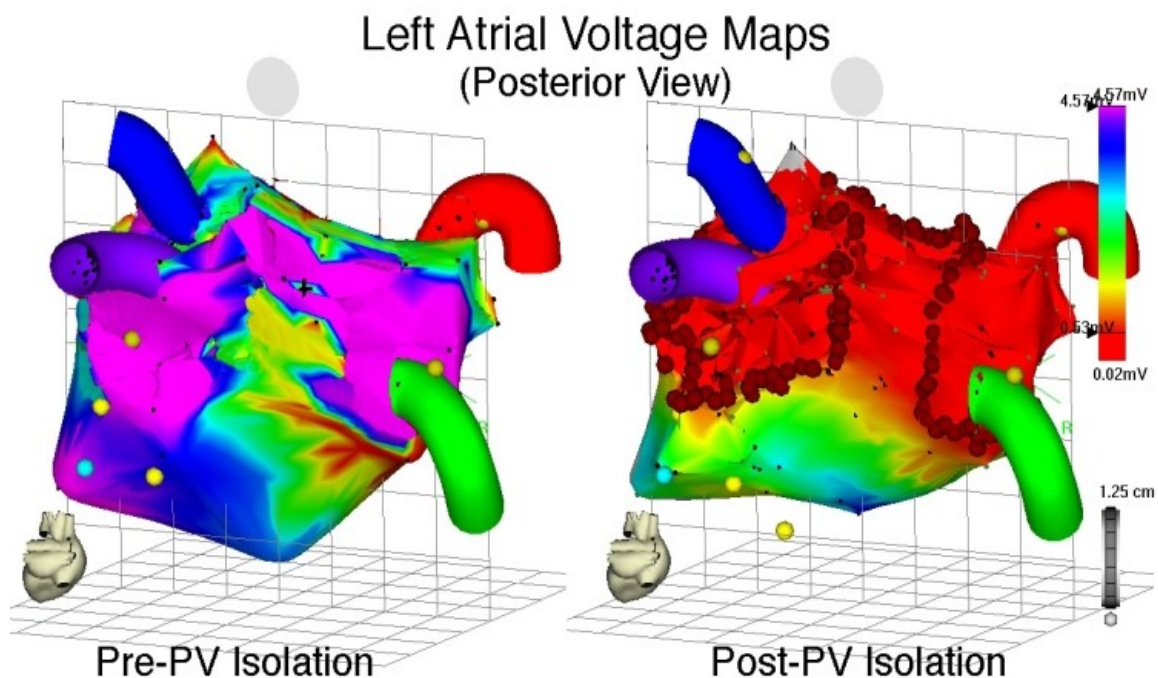 Left Atrial Voltage Maps
(Posterior View)
4.57mV
0.53mV
0.02mV
R
R
1.25 cm
Pre-PV Isolation
Post-PV Isolation